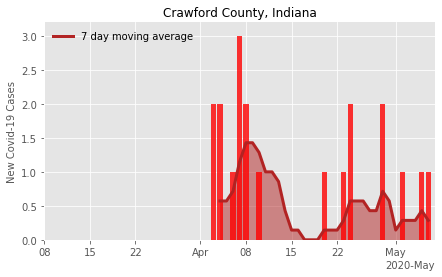 Crawford County, Indiana
7 day moving average
New Covid-19 Cases
3.0
2.5
2.0
1.5
1.0
0.5
0.0
08 15 22 Apr 08 15 22 May
2020-May